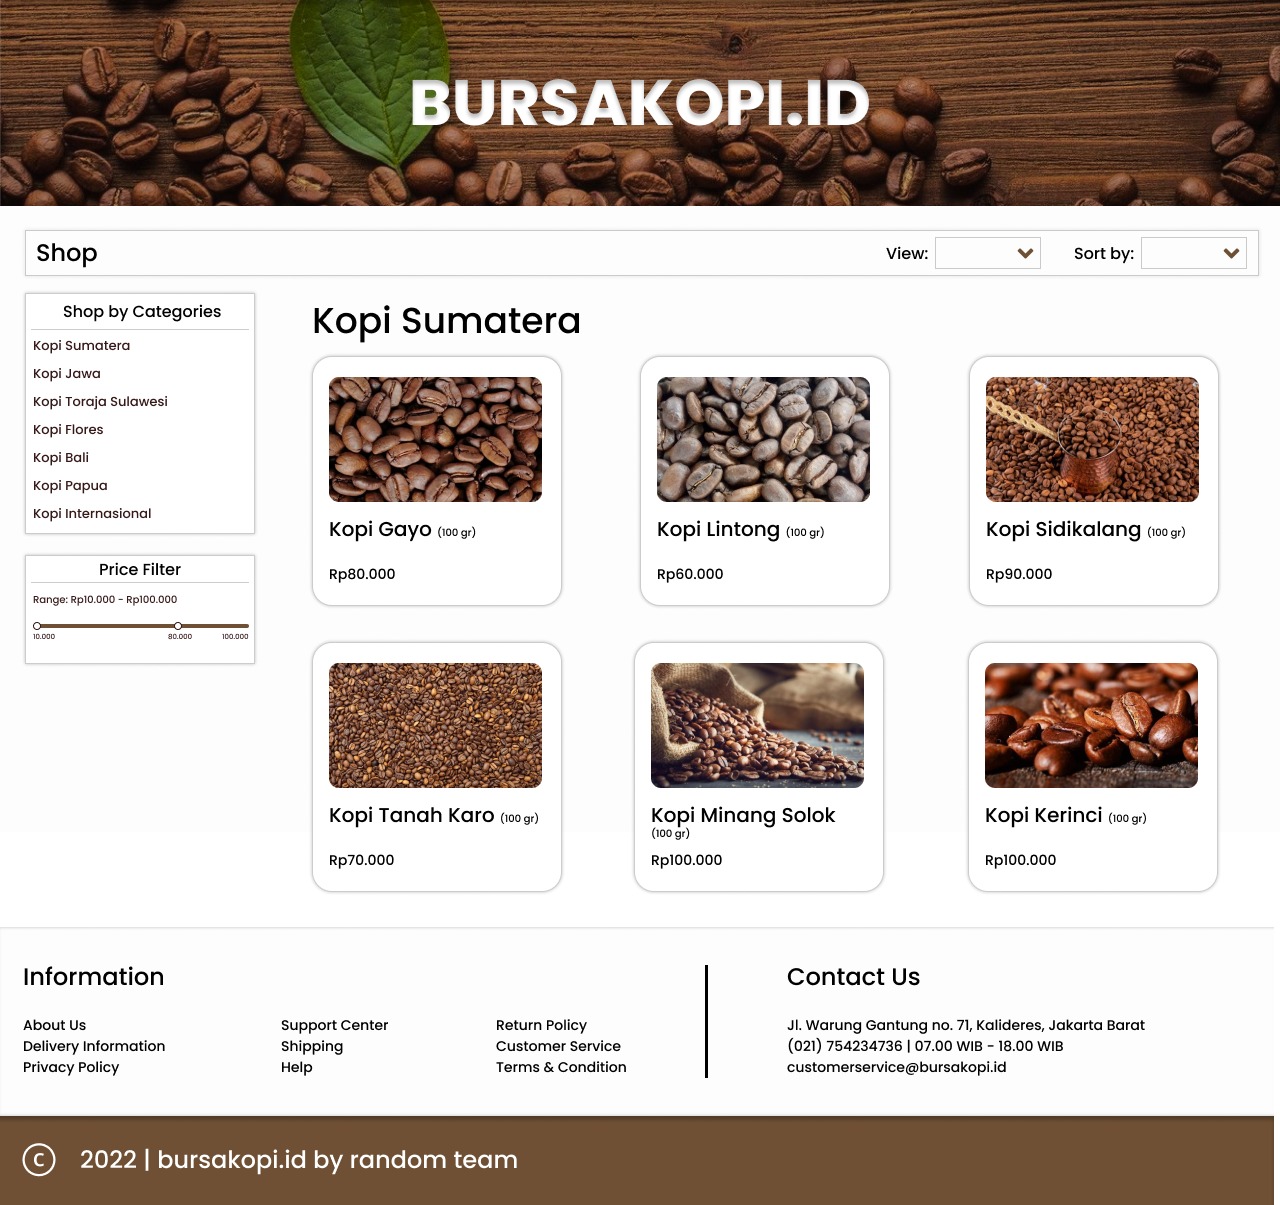 BURSAKOPI.ID
Shop
View:
Sort by:
Shop by Categories
Kopi Sumatera
Kopi Jawa
Kopi Toraja Sulawesi
Kopi Flores
Kopi Bali
Kopi Papua
Kopi Internasional
Price Filter
Range: Rp10.000 - Rp100.000
10.000
80.000
100.000
Kopi Sumatera
Kopi Gayo (100 gr)
Rp80.000
Kopi Lintong (100 gr)
Rp60.000
Kopi Sidikalang (100 gr)
Rp90.000
Kopi Tanah Karo (100 gr)
Rp70.000
Kopi Minang Solok
(100 gr)
Rp100.000
Kopi Kerinci (100 gr)
Rp100.000
Information
About Us
Delivery Information
Privacy Policy
Support Center
Shipping
Help
Return Policy
Customer Service
Terms & Condition
Contact Us
Jl. Warung Gantung no. 71, Kalideres, Jakarta Barat
(021) 754234736 | 07.00 WIB - 18.00 WIB
customerservice@bursakopi.id
© 2022 | bursakopi.id by random team